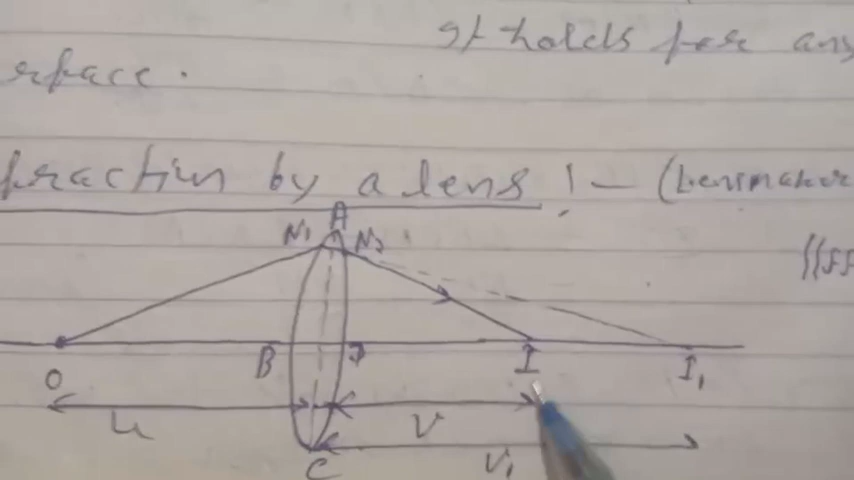 It holds for any
rface.
fraction by a lens :- (Lensmaker
A
N1 N2
B D I I1
O
u V
V1
C